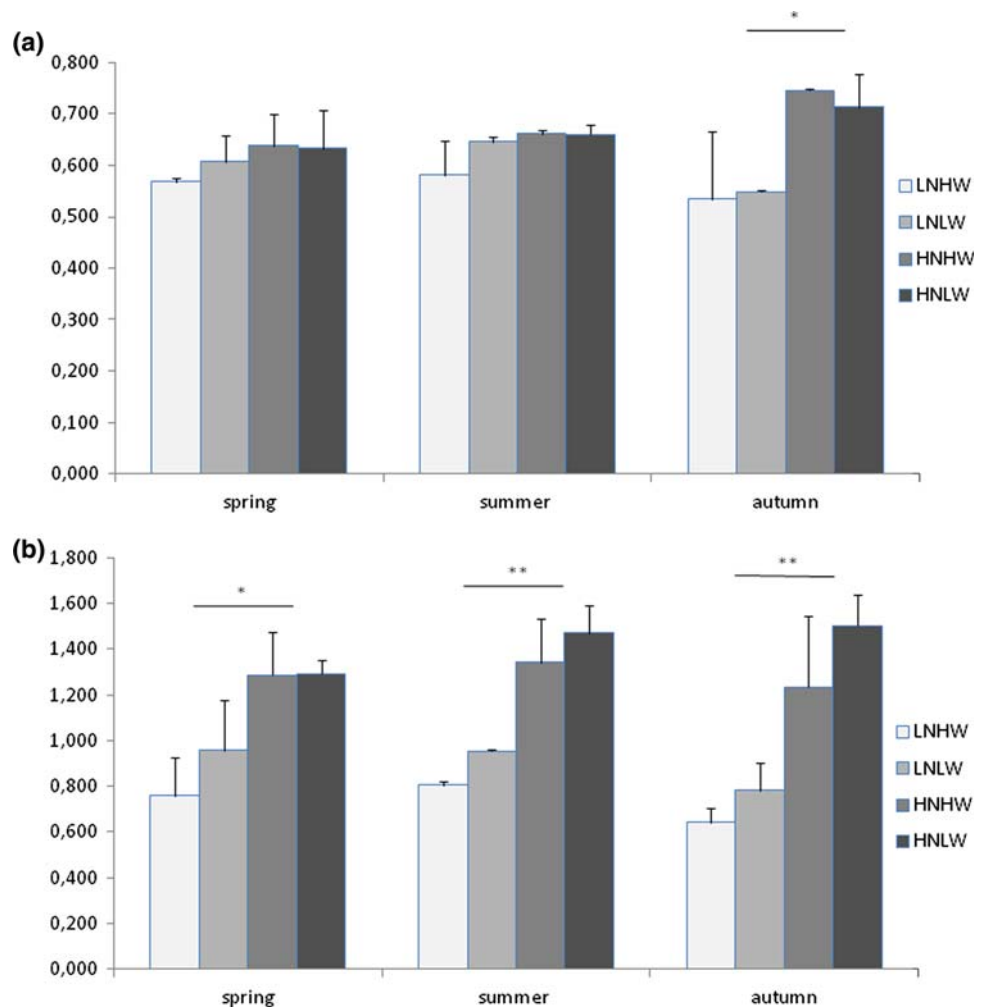 (a)
*
0,800
0,700
0,600
0,500
0,400
0,300
0,200
0,100
0,000
spring summer autumn
LNHW
LNLW
HNHW
HNLW
(b)
1,800
1,600
1,400
1,200
1,000
0,800
0,600
0,400
0,200
0,000
* ** **
spring summer autumn
LNHW
LNLW
HNHW
HNLW